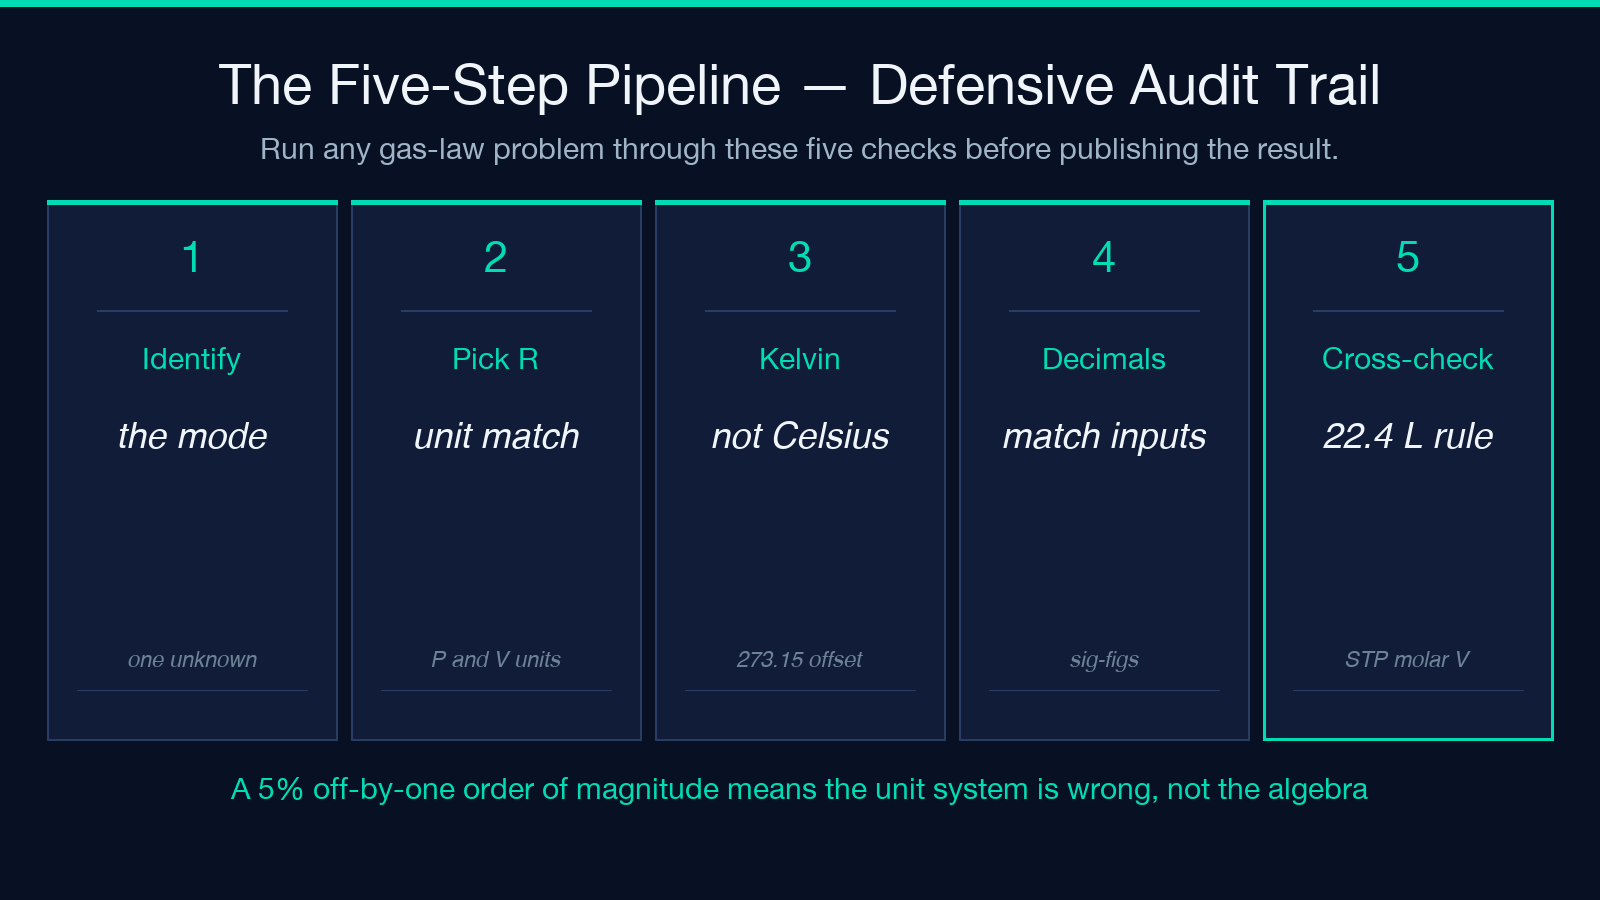 The Five-Step Pipeline — Defensive Audit Trail
Run any gas-law problem through these five checks before publishing the result.
1
Identify
the mode
one unknown
2
Pick R
unit match
P and V units
3
Kelvin
not Celsius
273.15 offset
4
Decimals
match inputs
sig-figs
5
Cross-check
22.4 L rule
STP molar V
A 5% off-by-one order of magnitude means the unit system is wrong, not the algebra